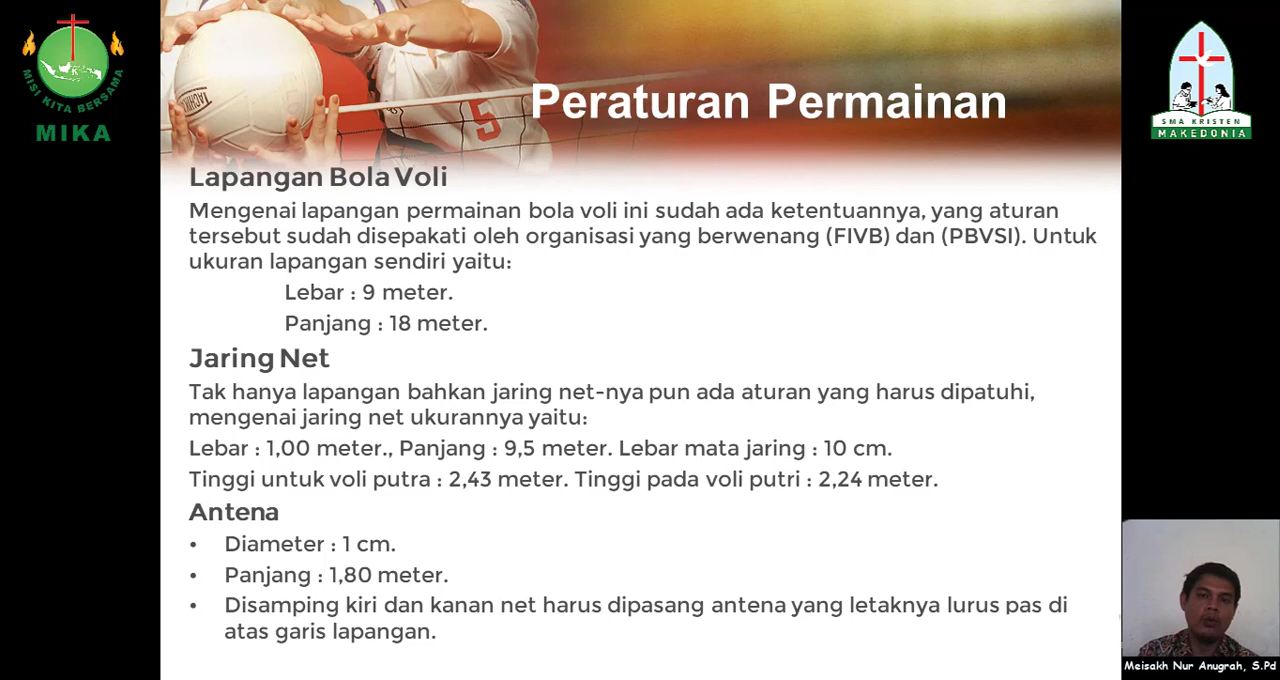 MISI KITA BERSAMA
MIKA
TACHIKARA
5
Peraturan Permainan
SMA KRISTEN
MAKEDONIA
Lapangan Bola Voli
Mengenai lapangan permainan bola voli ini sudah ada ketentuannya, yang aturan
tersebut sudah disepakati oleh organisasi yang berwenang (FIVB) dan (PBVSI). Untuk
ukuran lapangan sendiri yaitu:
Lebar : 9 meter.
Panjang : 18 meter.
Jaring Net
Tak hanya lapangan bahkan jaring net-nya pun ada aturan yang harus dipatuhi,
mengenai jaring net ukurannya yaitu:
Lebar : 1,00 meter., Panjang : 9,5 meter. Lebar mata jaring : 10 cm.
Tinggi untuk voli putra : 2,43 meter. Tinggi pada voli putri : 2,24 meter.
Antena
• Diameter : 1 cm.
• Panjang : 1,80 meter.
• Disamping kiri dan kanan net harus dipasang antena yang letaknya lurus pas di
atas garis lapangan.
Meisakh Nur Anugrah, S.Pd